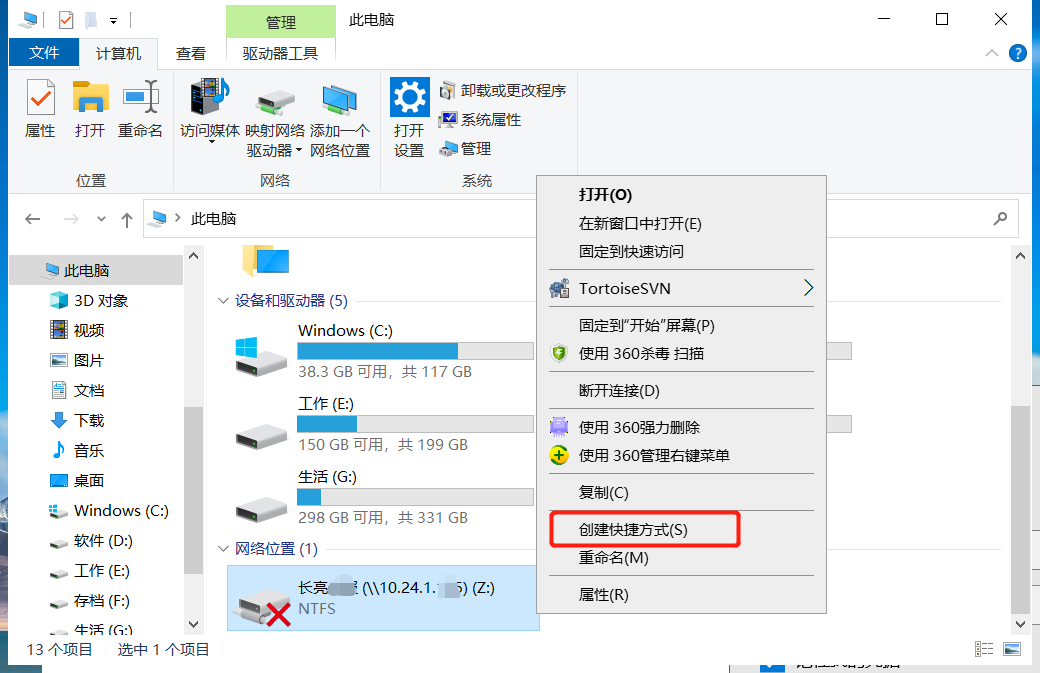 管理
此电脑
文件
计算机
查看
驱动器工具
属性
打开
重命名
位置
访问媒体
映射网络
驱动器
添加一个
网络位置
网络
打开
设置
卸载或更改程序
系统属性
管理
系统
此电脑
此电脑
3D 对象
视频
图片
文档
下载
音乐
桌面
Windows (C:)
软件 (D:)
工作 (E:)
存档 (F:)
生活 (G:)
设备和驱动器 (5)
Windows (C:)
38.3 GB 可用，共 117 GB
工作 (E:)
150 GB 可用，共 199 GB
生活 (G:)
298 GB 可用，共 331 GB
网络位置 (1)
长亮 (\\10.24.1. 5) (Z:)
NTFS
打开(O)
在新窗口中打开(E)
固定到快速访问
TortoiseSVN
固定到"开始"屏幕(P)
使用 360杀毒 扫描
断开连接(D)
使用 360强力删除
使用 360管理右键菜单
复制(C)
创建快捷方式(S)
重命名(M)
属性(R)
13 个项目
选中 1 个项目